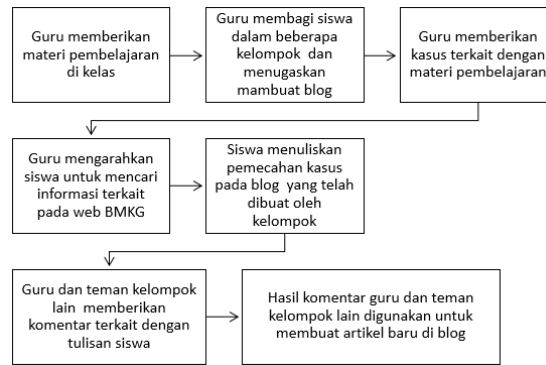 Guru memberikan
materi pembelajaran
di kelas
Guru membagi siswa
dalam beberapa
kelompok dan
menugaskan
mambuat blog
Guru memberikan
kasus terkait dengan
materi pembelajaran
Guru mengarahkan
siswa untuk mencari
informasi terkait
pada web BMKG
Siswa menuliskan
pemecahan kasus
pada blog yang telah
dibuat oleh
kelompok
Guru dan teman kelompok
lain memberikan
komentar terkait dengan
tulisan siswa
Hasil komentar guru dan teman
kelompok lain digunakan untuk
membuat artikel baru di blog